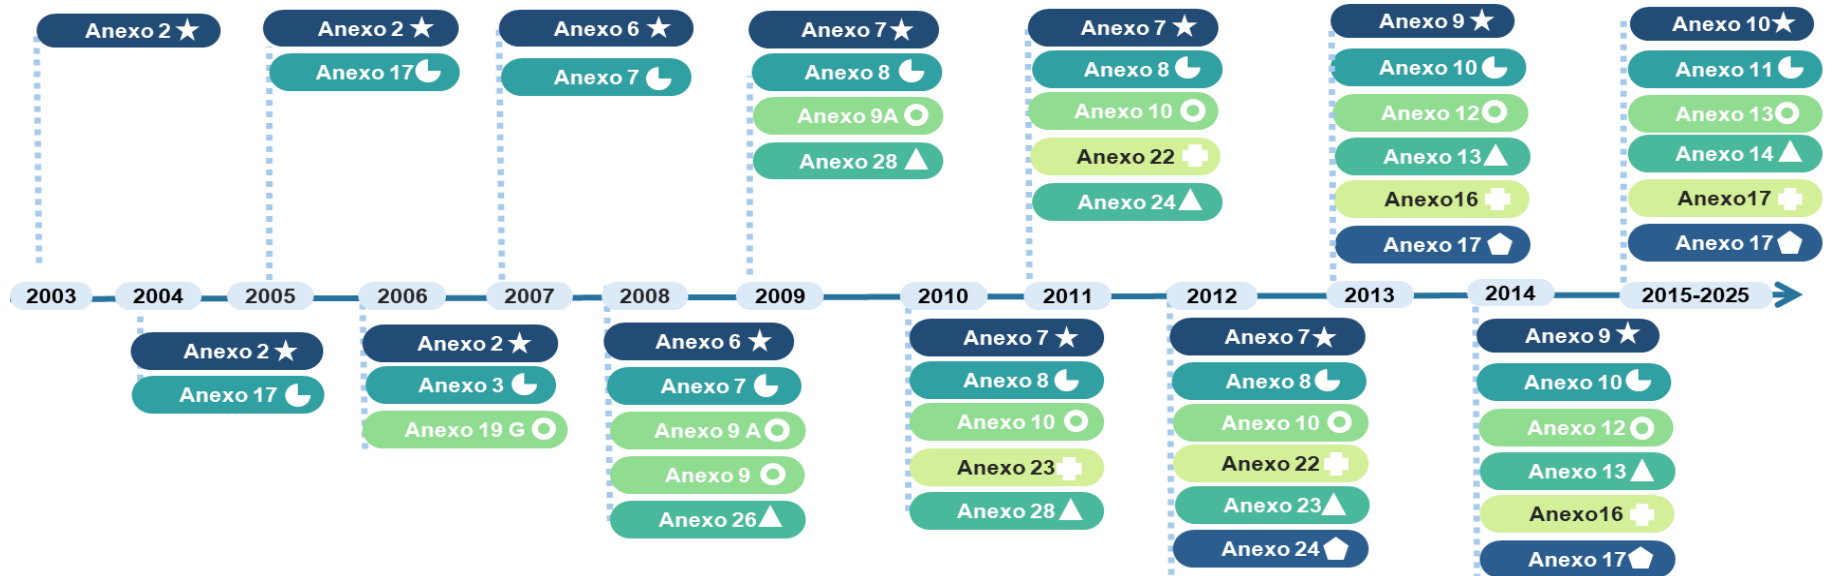 Anexo 2
Anexo 2
Anexo 17
Anexo 6
Anexo 7
Anexo 7
Anexo 8
Anexo 9A
Anexo 28
Anexo 7
Anexo 8
Anexo 10
Anexo 22
Anexo 24
Anexo 9
Anexo 10
Anexo 12
Anexo 13
Anexo16
Anexo 17
Anexo 10
Anexo 11
Anexo 13
Anexo 14
Anexo17
Anexo 17
2003 2004 2005 2006 2007 2008 2009 2010 2011 2012 2013 2014 2015-2025
Anexo 2
Anexo 17
Anexo 2
Anexo 3
Anexo 19 G
Anexo 6
Anexo 7
Anexo 9 A
Anexo 9
Anexo 26
Anexo 7
Anexo 8
Anexo 10
Anexo 23
Anexo 28
Anexo 7
Anexo 8
Anexo 10
Anexo 22
Anexo 23
Anexo 24
Anexo 9
Anexo 10
Anexo 12
Anexo 13
Anexo16
Anexo 17